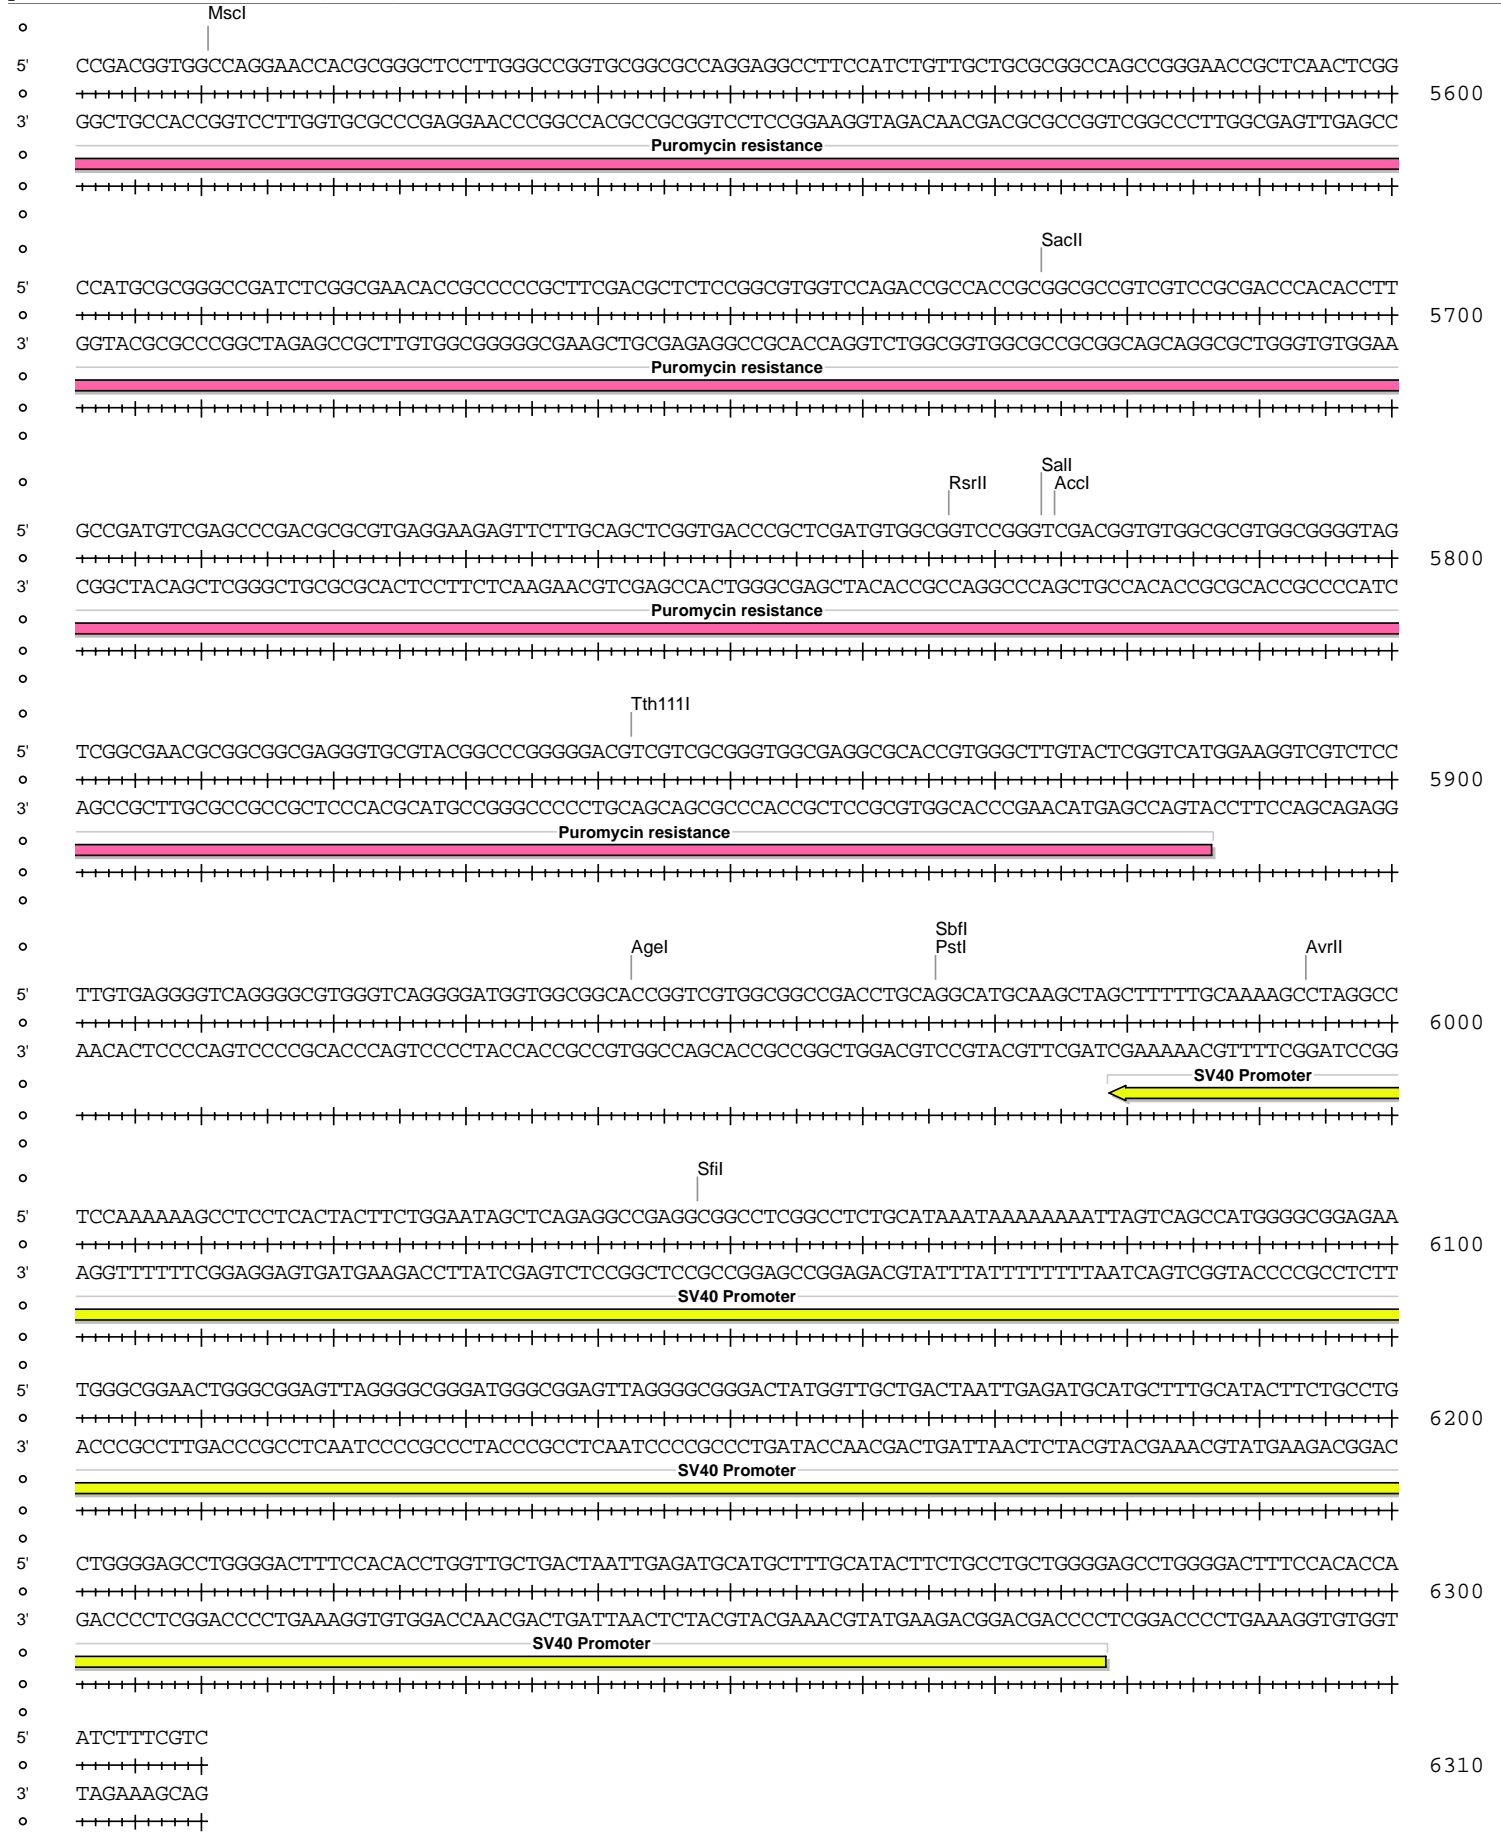 MscI
5' CCGACGGTGGCCAGGAACCACGCGGGCTCCTTGGGCCGGTGCGGCGCCAGGAGGCCTTCCATCTGTTGCTGCGCGGCCAGCCGGGAACCGCTCAACTCGG
5600
3' GGCTGCCACCGGTCCTTGGTGCGCCCGAGGAACCCGGCCACGCCGCGGTCCTCCGGAAGGTAGACAACGACGCGCCGGTCGGCCCTTGGCGAGTTGAGCC
Puromycin resistance
SacII
5' CCATGCGCGGGCCGATCTCGGCGAACACCGCCCCCGCTTCGACGCTCTCCGGCGTGGTCCAGACCGCCACCGCGGCGCCGTCGTCCGCGACCCACACCTT
5700
3' GGTACGCGCCCGGCTAGAGCCGCTTGTGGCGGGGGCGAAGCTGCGAGAGGCCGCACCAGGTCTGGCGGTGGCGCCGCGGCAGCAGGCGCTGGGTGTGGAA
Puromycin resistance
SalI
RsrII AccI
5' GCCGATGTCGAGCCCGACGCGCGTGAGGAAGAGTTCTTGCAGCTCGGTGACCCGCTCGATGTGGCGGTCCGGGTCGACGGTGTGGCGCGTGGCGGGGTAG
5800
3' CGGCTACAGCTCGGGCTGCGCGCACTCCTTCTCAAGAACGTCGAGCCACTGGGCGAGCTACACCGCCAGGCCCAGCTGCCACACCGCGCACCGCCCCATC
Puromycin resistance
Tth111I
5' TCGGCGAACGCGGCGGCGAGGGTGCGTACGGCCCGGGGGACGTCGTCGCGGGTGGCGAGGCGCACCGTGGGCTTGTACTCGGTCATGGAAGGTCGTCTCC
5900
3' AGCCGCTTGCGCCGCCGCTCCCACGCATGCCGGGCCCCCTGCAGCAGCGCCCACCGCTCCGCGTGGCACCCGAACATGAGCCAGTACCTTCCAGCAGAGG
Puromycin resistance
SbfI
AgeI PstI AvrII
5' TTGTGAGGGGTCAGGGGCGTGGGTCAGGGGATGGTGGCGGCACCGGTCGTGGCGGCCGACCTGCAGGCATGCAAGCTAGCTTTTTGCAAAAGCCTAGGCC
6000
3' AACACTCCCCAGTCCCCGCACCCAGTCCCCTACCACCGCCGTGGCCAGCACCGCCGGCTGGACGTCCGTACGTTCGATCGAAAAACGTTTTCGGATCCGG
SV40 Promoter
SfiI
5' TCCAAAAAAGCCTCCTCACTACTTCTGGAATAGCTCAGAGGCCGAGGCGGCCTCGGCCTCTGCATAAATAAAAAAAATTAGTCAGCCATGGGGCGGAGAA
6100
3' AGGTTTTTTCGGAGGAGTGATGAAGACCTTATCGAGTCTCCGGCTCCGCCGGAGCCGGAGACGTATTTATTTTTTTTAATCAGTCGGTACCCCGCCTCTT
SV40 Promoter
5' TGGGCGGAACTGGGCGGAGTTAGGGGCGGGATGGGCGGAGTTAGGGGCGGGACTATGGTTGCTGACTAATTGAGATGCATGCTTTGCATACTTCTGCCTG
6200
3' ACCCGCCTTGACCCGCCTCAATCCCCGCCCTACCCGCCTCAATCCCCGCCCTGATACCAACGACTGATTAACTCTACGTACGAAACGTATGAAGACGGAC
SV40 Promoter
5' CTGGGGAGCCTGGGGACTTTCCACACCTGGTTGCTGACTAATTGAGATGCATGCTTTGCATACTTCTGCCTGCTGGGGAGCCTGGGGACTTTCCACACCA
6300
3' GACCCCTCGGACCCCTGAAAGGTGTGGACCAACGACTGATTAACTCTACGTACGAAACGTATGAAGACGGACGACCCCTCGGACCCCTGAAAGGTGTGGT
SV40 Promoter
5' ATCTTTCGTC
6310
3' TAGAAAGCAG